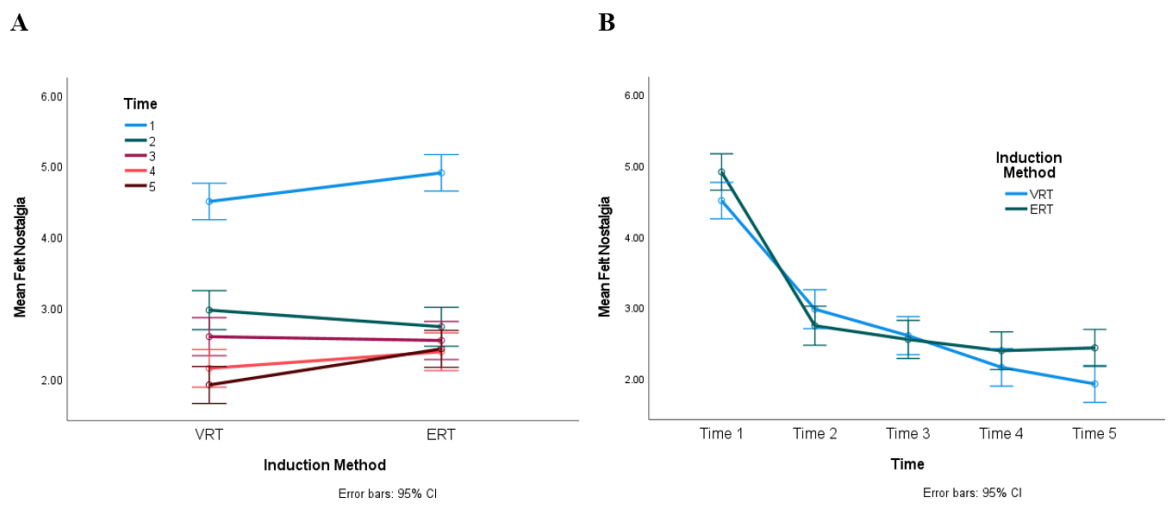 A
6.00
5.00
4.00
3.00
2.00
Mean Felt Nostalgia
Time
1
2
3
4
5
VRT
ERT
Induction Method
Error bars: 95% CI
B
6.00
5.00
4.00
3.00
2.00
Mean Felt Nostalgia
Induction
Method
VRT
ERT
Time 1
Time 2
Time 3
Time 4
Time 5
Time
Error bars: 95% CI